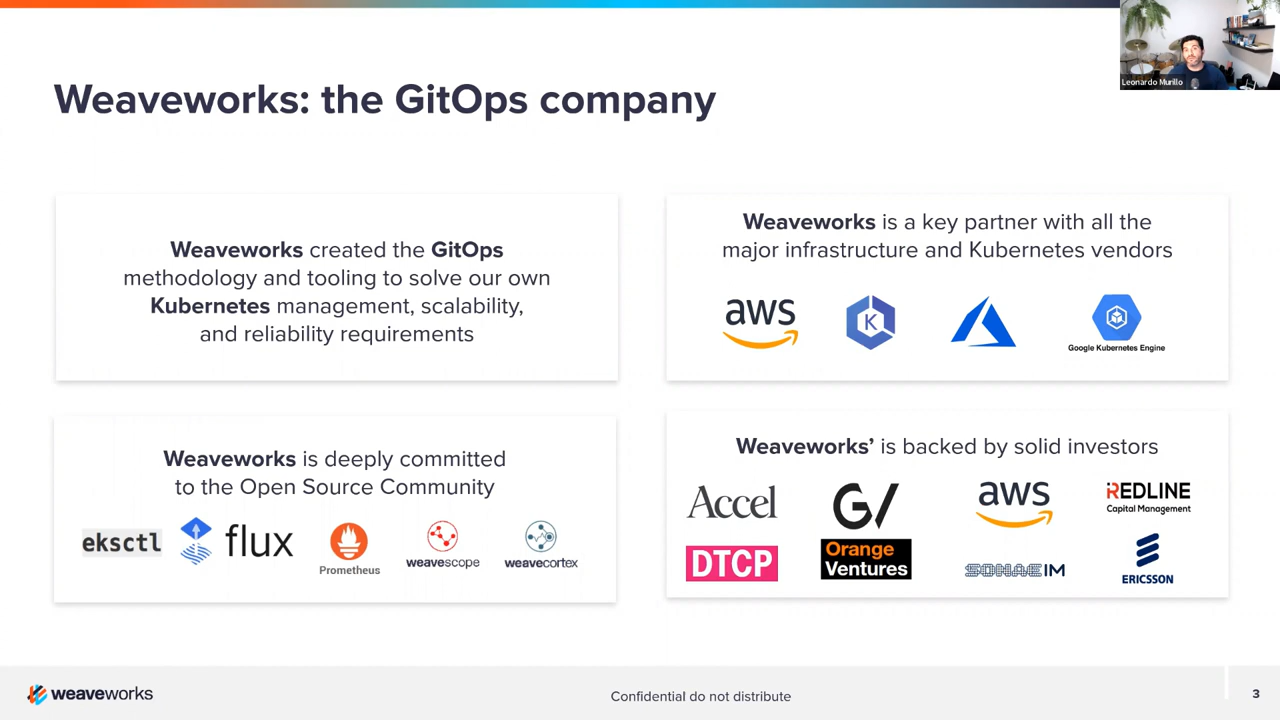 Leonardo Murillo
Weaveworks: the GitOps company
Weaveworks created the GitOps
methodology and tooling to solve our own
Kubernetes management, scalability,
and reliability requirements
Weaveworks is a key partner with all the
major infrastructure and Kubernetes vendors
aws
K
Google Kubernetes Engine
Weaveworks is deeply committed
to the Open Source Community
eksctl
flux
Prometheus
weavescope
weavecortex
Weaveworks’ is backed by solid investors
Accel
GV
aws
REDLINE
Capital Management
DTCP
Orange
Ventures
SONAE IM
ERICSSON
weaveworks
Confidential do not distribute
3